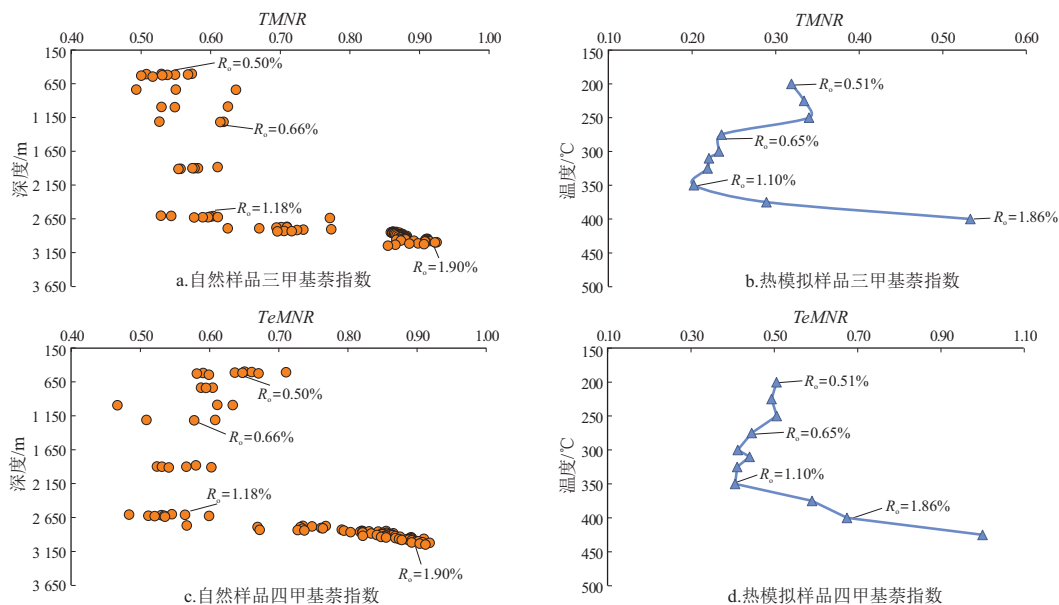 TMNR
0.40 0.50 0.60 0.70 0.80 0.90 1.00
150
650
1 150
1 650
2 150
2 650
3 150
3 650
深度/m
Ro=0.50%
Ro=0.66%
Ro=1.18%
Ro=1.90%
a.自然样品三甲基萘指数
TMNR
0.10 0.20 0.30 0.40 0.50 0.60
150
200
250
300
350
400
450
500
温度/℃
Ro=0.51%
Ro=0.65%
Ro=1.10%
Ro=1.86%
b.热模拟样品三甲基萘指数
TeMNR
0.40 0.50 0.60 0.70 0.80 0.90 1.00
150
650
1 150
1 650
2 150
2 650
3 150
3 650
深度/m
Ro=0.50%
Ro=0.66%
Ro=1.18%
Ro=1.90%
c.自然样品四甲基萘指数
TeMNR
0.10 0.30 0.50 0.70 0.90 1.10
150
200
250
300
350
400
450
500
温度/℃
Ro=0.51%
Ro=0.65%
Ro=1.10%
Ro=1.86%
d.热模拟样品四甲基萘指数